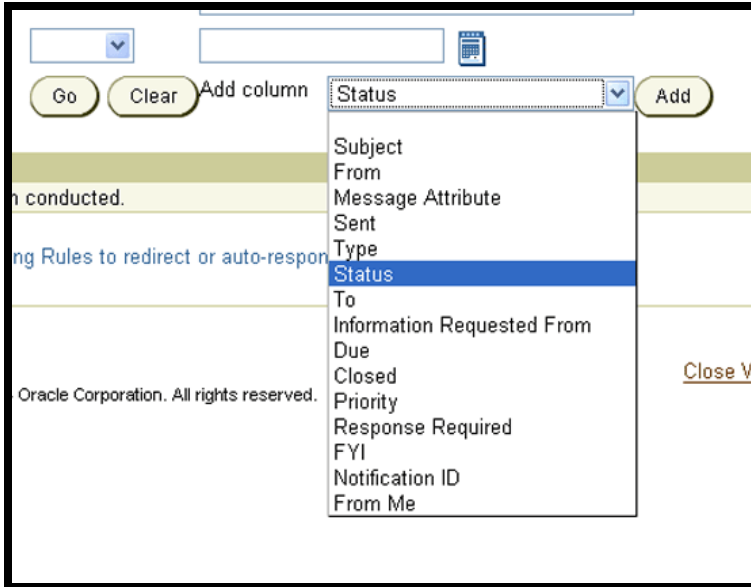 Go Clear Add column Status Add
Subject
From
Message Attribute
n conducted.
Sent
Type
ng Rules to redirect or auto-respon
Status
To
Information Requested From
Due
Closed
Close
Oracle Corporation. All rights reserved.
Priority
Response Required
FYI
Notification ID
From Me